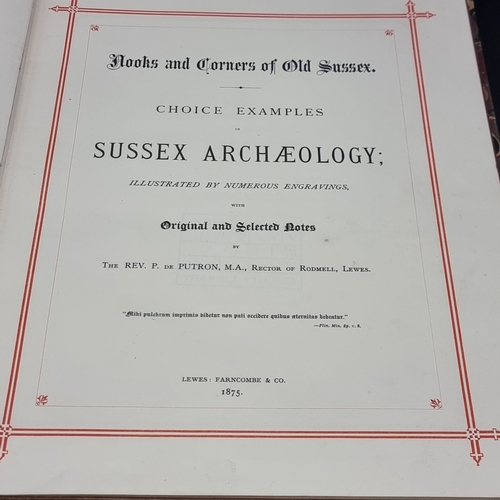 Nooks and Corners of Old Sussex.
CHOICE EXAMPLES
IN
SUSSEX ARCHÆOLOGY;
ILLUSTRATED BY NUMEROUS ENGRAVINGS,
WITH
Original and Selected Notes
BY
THE REV. P. DE PUTRON, M.A., RECTOR OF RODMELL, LEWES.
"Mihi pulchrum imprimis videtur non pati occidere quibus æternitas debeatur."
—Plin. Min. Ep. v. 8.
LEWES: FARNCOMBE & CO.
1875.